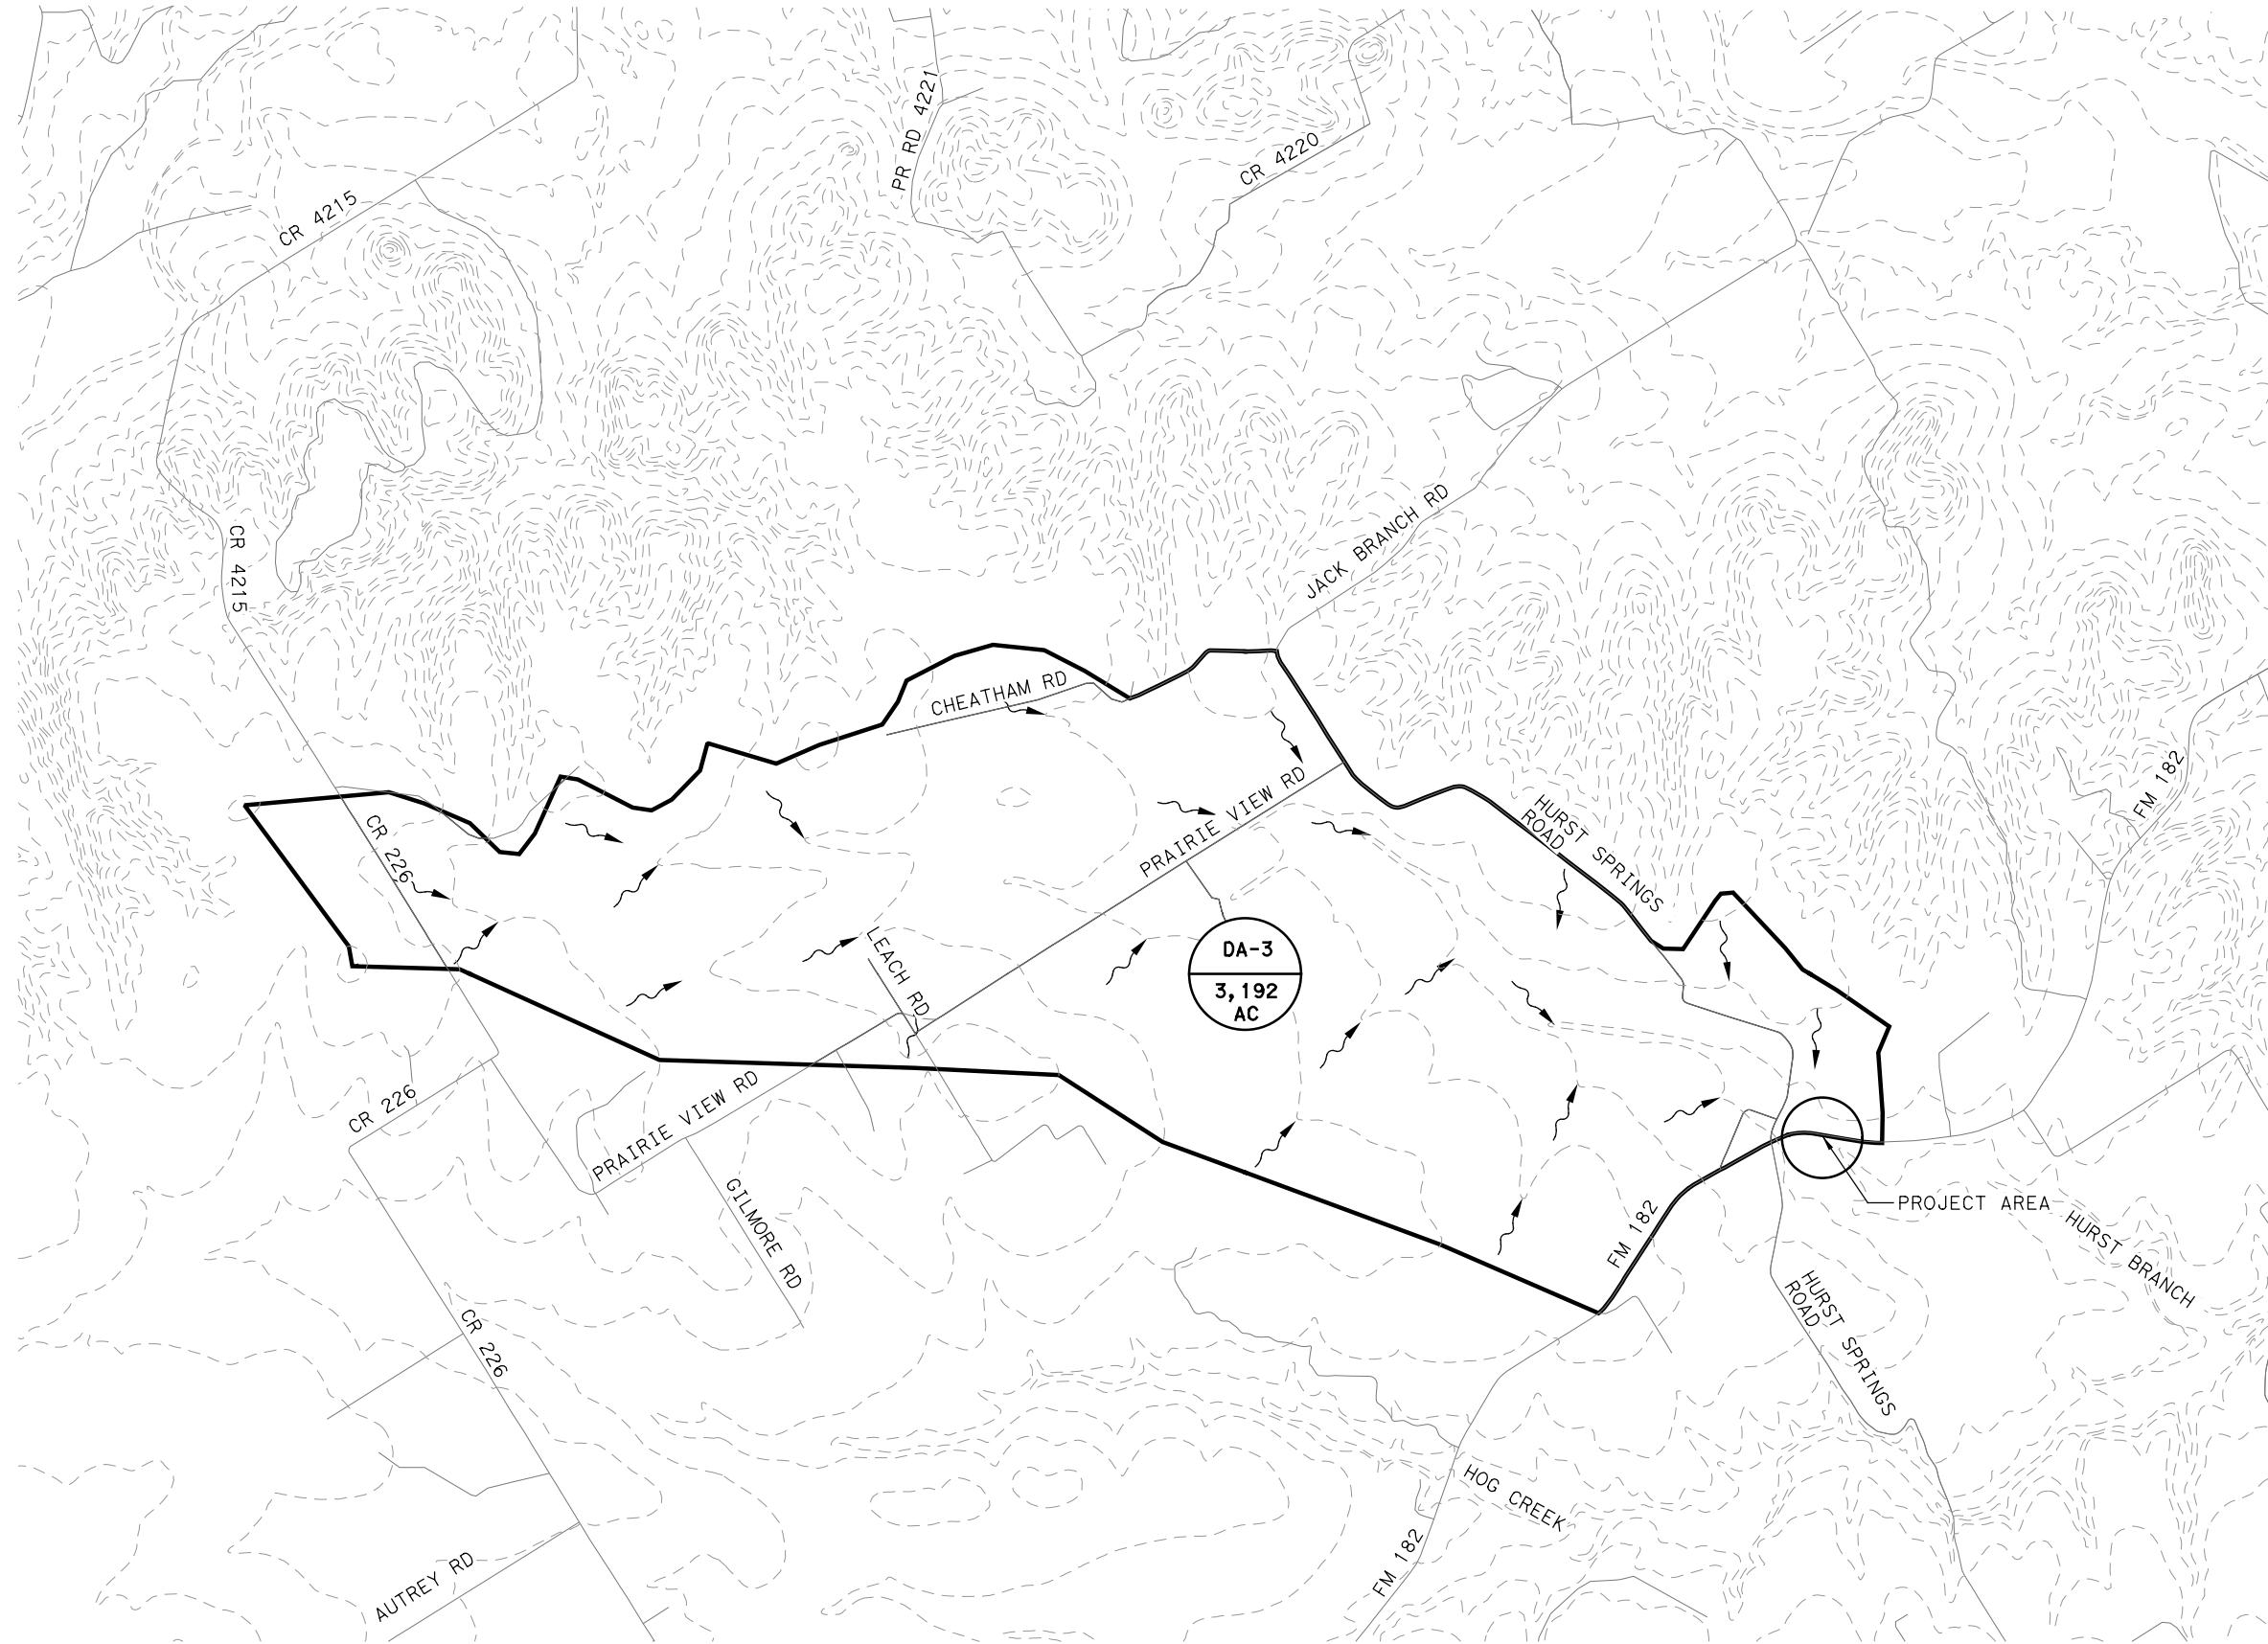 PR RD 4221
CR 4220
CR 4215
JACK BRANCH RD
CR 4215
CHEATHAM RD
FM 182
PRAIRIE VIEW RD
HURST SPRINGS
ROAD
CR 226
LEACH RD
DA-3
3,192
AC
CR 226
PRAIRIE VIEW RD
GILMORE RD
FM 182
PROJECT AREA
HURST BRANCH
HURST SPRINGS
ROAD
CR 226
HOG CREEK
FM 182
AUTREY RD